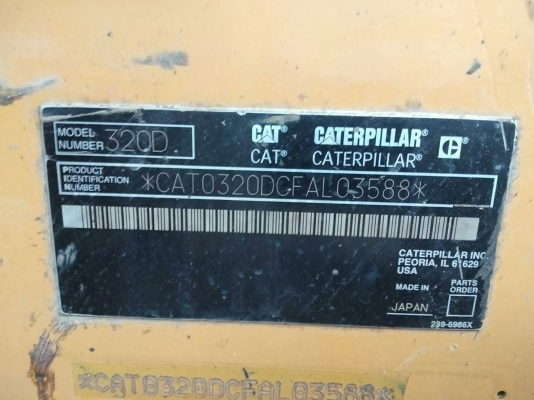 MODEL NUMBER 320D
CAT® CATERPILLAR®
CAT® CATERPILLAR®
PRODUCT IDENTIFICATION NUMBER *CAT0320DCFAL03588*
CATERPILLAR INC
PEORIA, IL 61629
USA
MADE IN
JAPAN
PARTS ORDER
239-6986X
*CAT0320DCFAL03588*